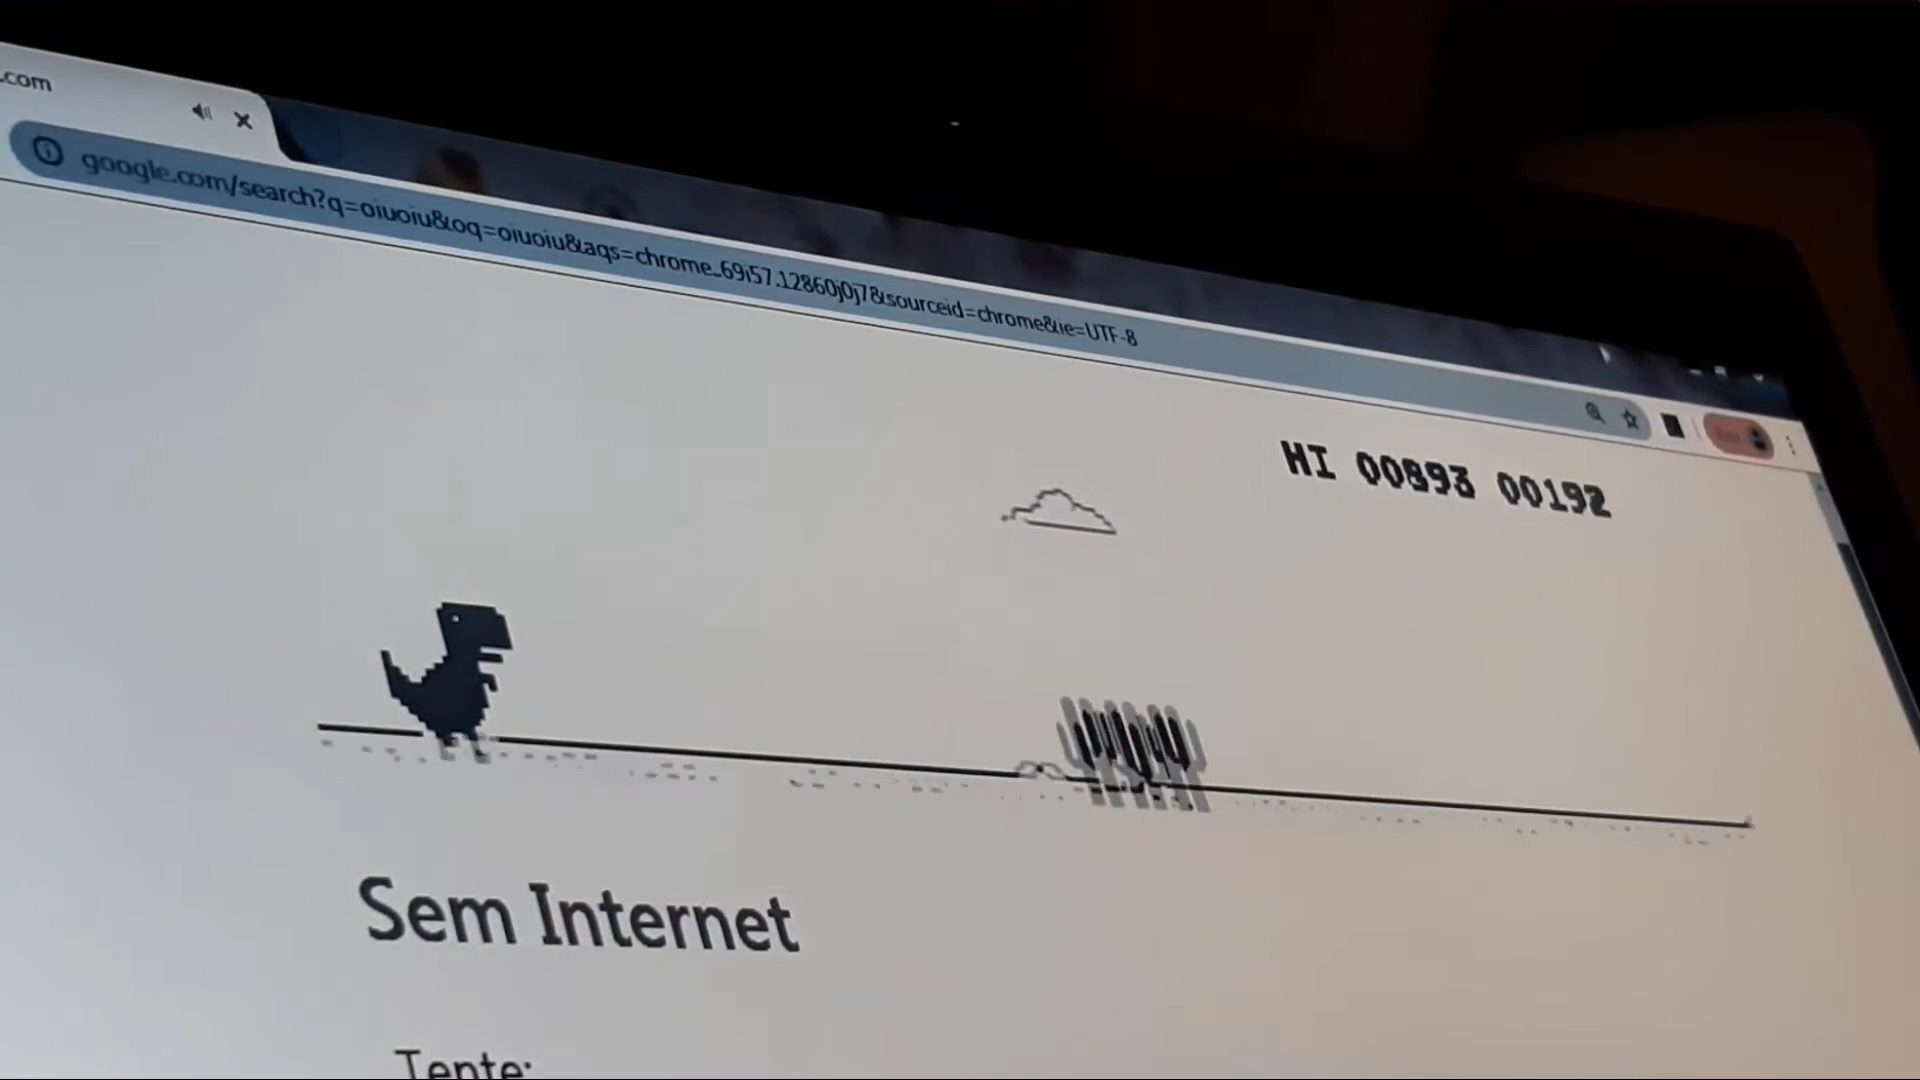 .com
google.com/search?q=oiuoiu&oq=oiuoiu&aqs=chrome..69i57.12860j0j7&sourceid=chrome&ie=UTF-8
HI 00893 00192
Sem Internet
Tente: